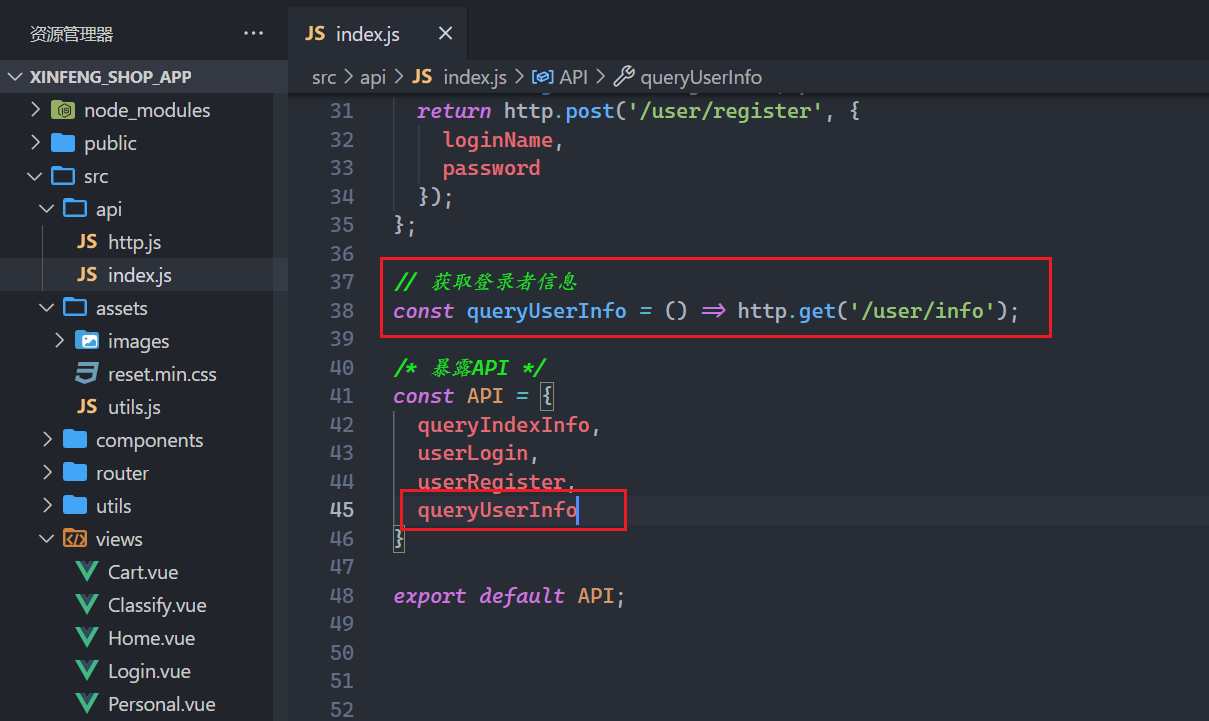 资源管理器 ···
JS index.js ×
XINFENG_SHOP_APP
src > api > JS index.js > API > queryUserInfo
node_modules
public
src
api
JS http.js
JS index.js
assets
images
reset.min.css
JS utils.js
components
router
utils
views
Cart.vue
Classify.vue
Home.vue
Login.vue
Personal.vue
31 return http.post('/user/register', {
32 loginName,
33 password
34 });
35 };
36
37 // 获取登录者信息
38 const queryUserInfo = () => http.get('/user/info');
39
40 /* 暴露API */
41 const API = {
42 queryIndexInfo,
43 userLogin,
44 userRegister,
45 queryUserInfo
46 }
47
48 export default API;
49
50
51
52